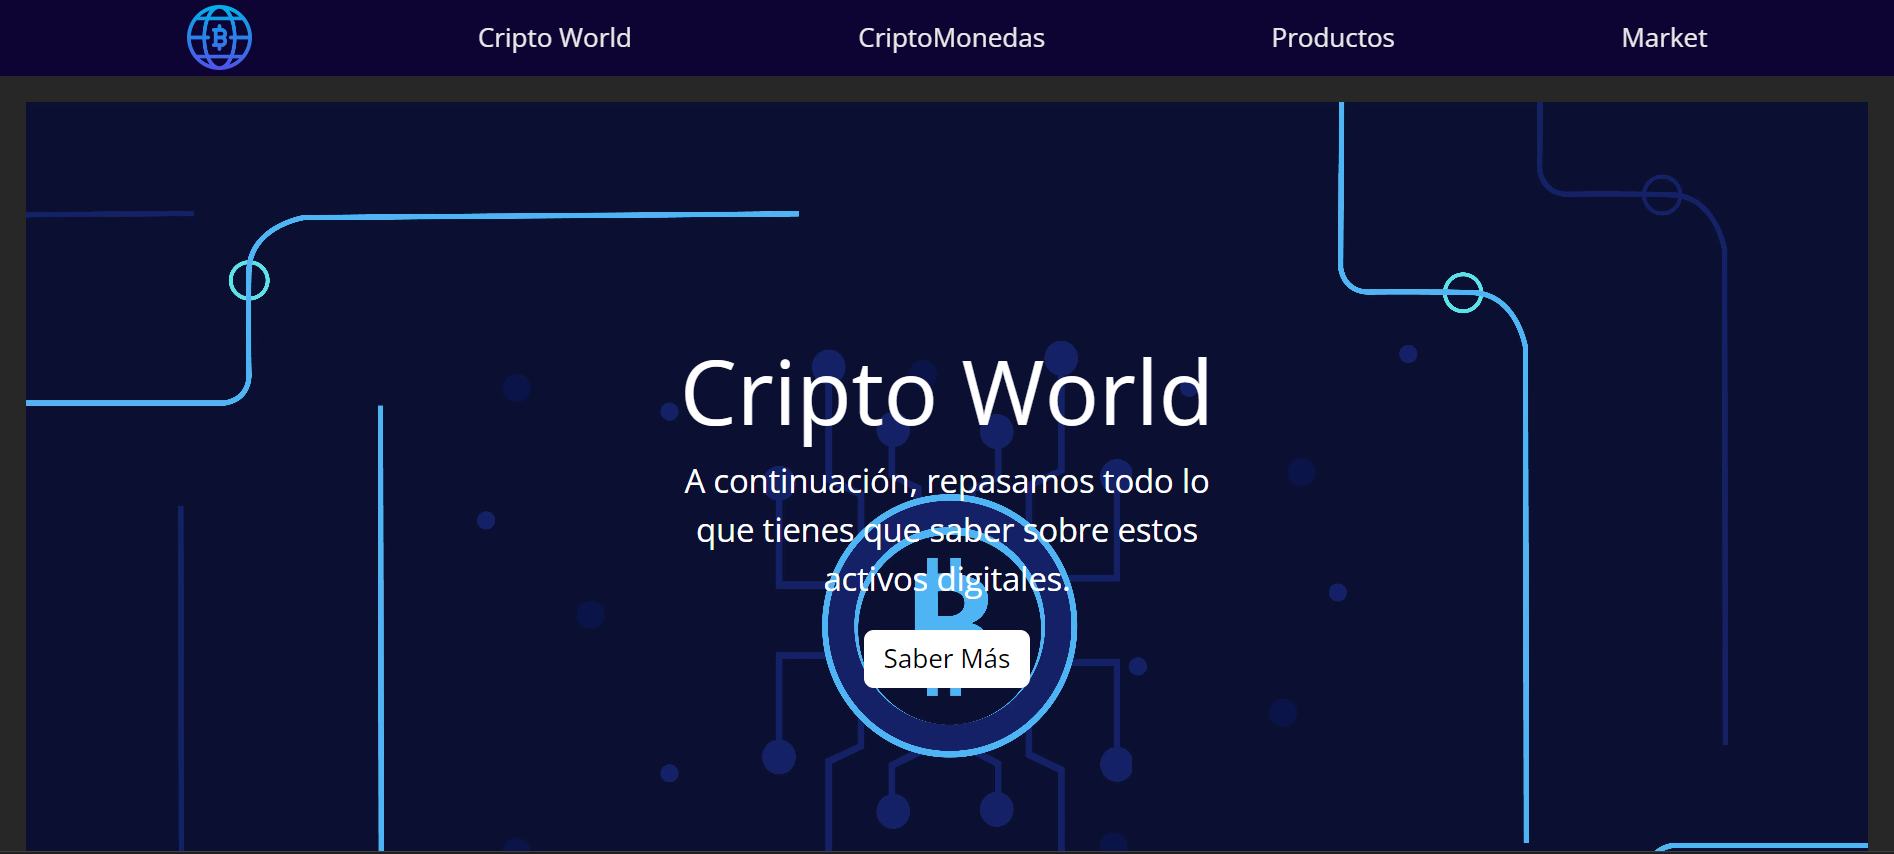 Cripto World
CriptoMonedas
Productos
Market
Cripto World
A continuación, repasamos todo lo
que tienes que saber sobre estos
activos digitales.
Saber Más